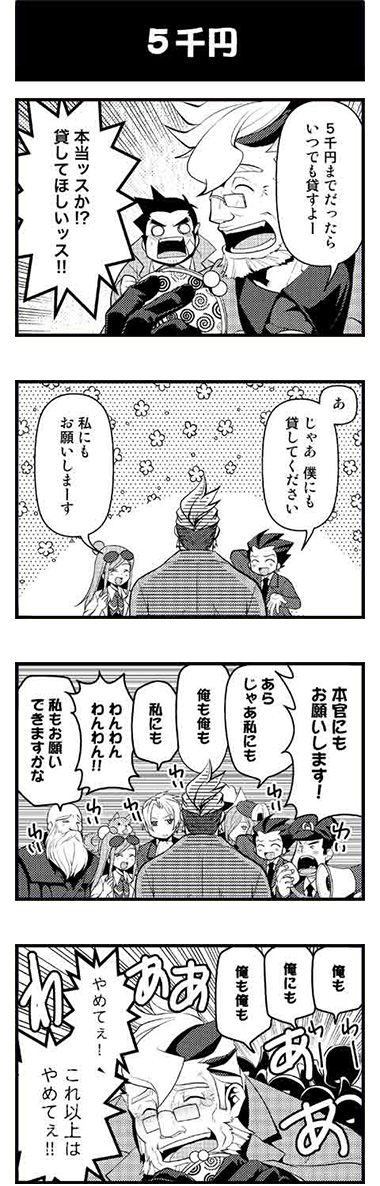 ５千円
５千円までだったら
いつでも貸すよー
本当ッスか!?
貸してほしいッス!!
あ
じゃあ 僕にも
貸してください
私にも
お願いしまーす
本官にも
お願いします!
あら
じゃあ私にも
俺も俺も
私にも
わんわん
わんわん!!
私もお願い
できますかな
わい
わい
わい
わい
俺も
俺にも
俺も俺も
ああ
ああ
わ
やめてぇ!
これ以上は
やめてぇ!!